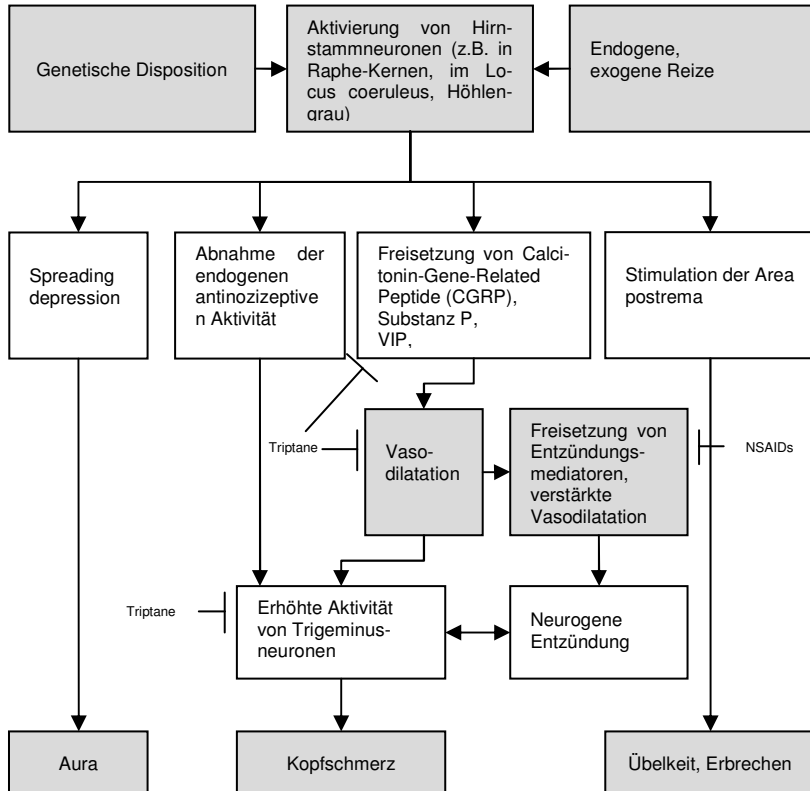 Genetische Disposition
Aktivierung von Hirn-
stammneuronen (z.B. in
Raphe-Kernen, im Lo-
cus coeruleus, Höhlen-
grau)
Endogene,
exogene Reize
Spreading
depression
Abnahme der
endogenen
antinozizeptive
n Aktivität
Freisetzung von Calci-
tonin-Gene-Related
Peptide (CGRP),
Substanz P,
VIP,
Stimulation der Area
postrema
Triptane
Vaso-
dilatation
Freisetzung von
Entzündungs-
mediatoren,
verstärkte
Vasodilatation
NSAIDs
Triptane
Erhöhte Aktivität
von Trigeminus-
neuronen
Neurogene
Entzündung
Aura
Kopfschmerz
Übelkeit, Erbrechen